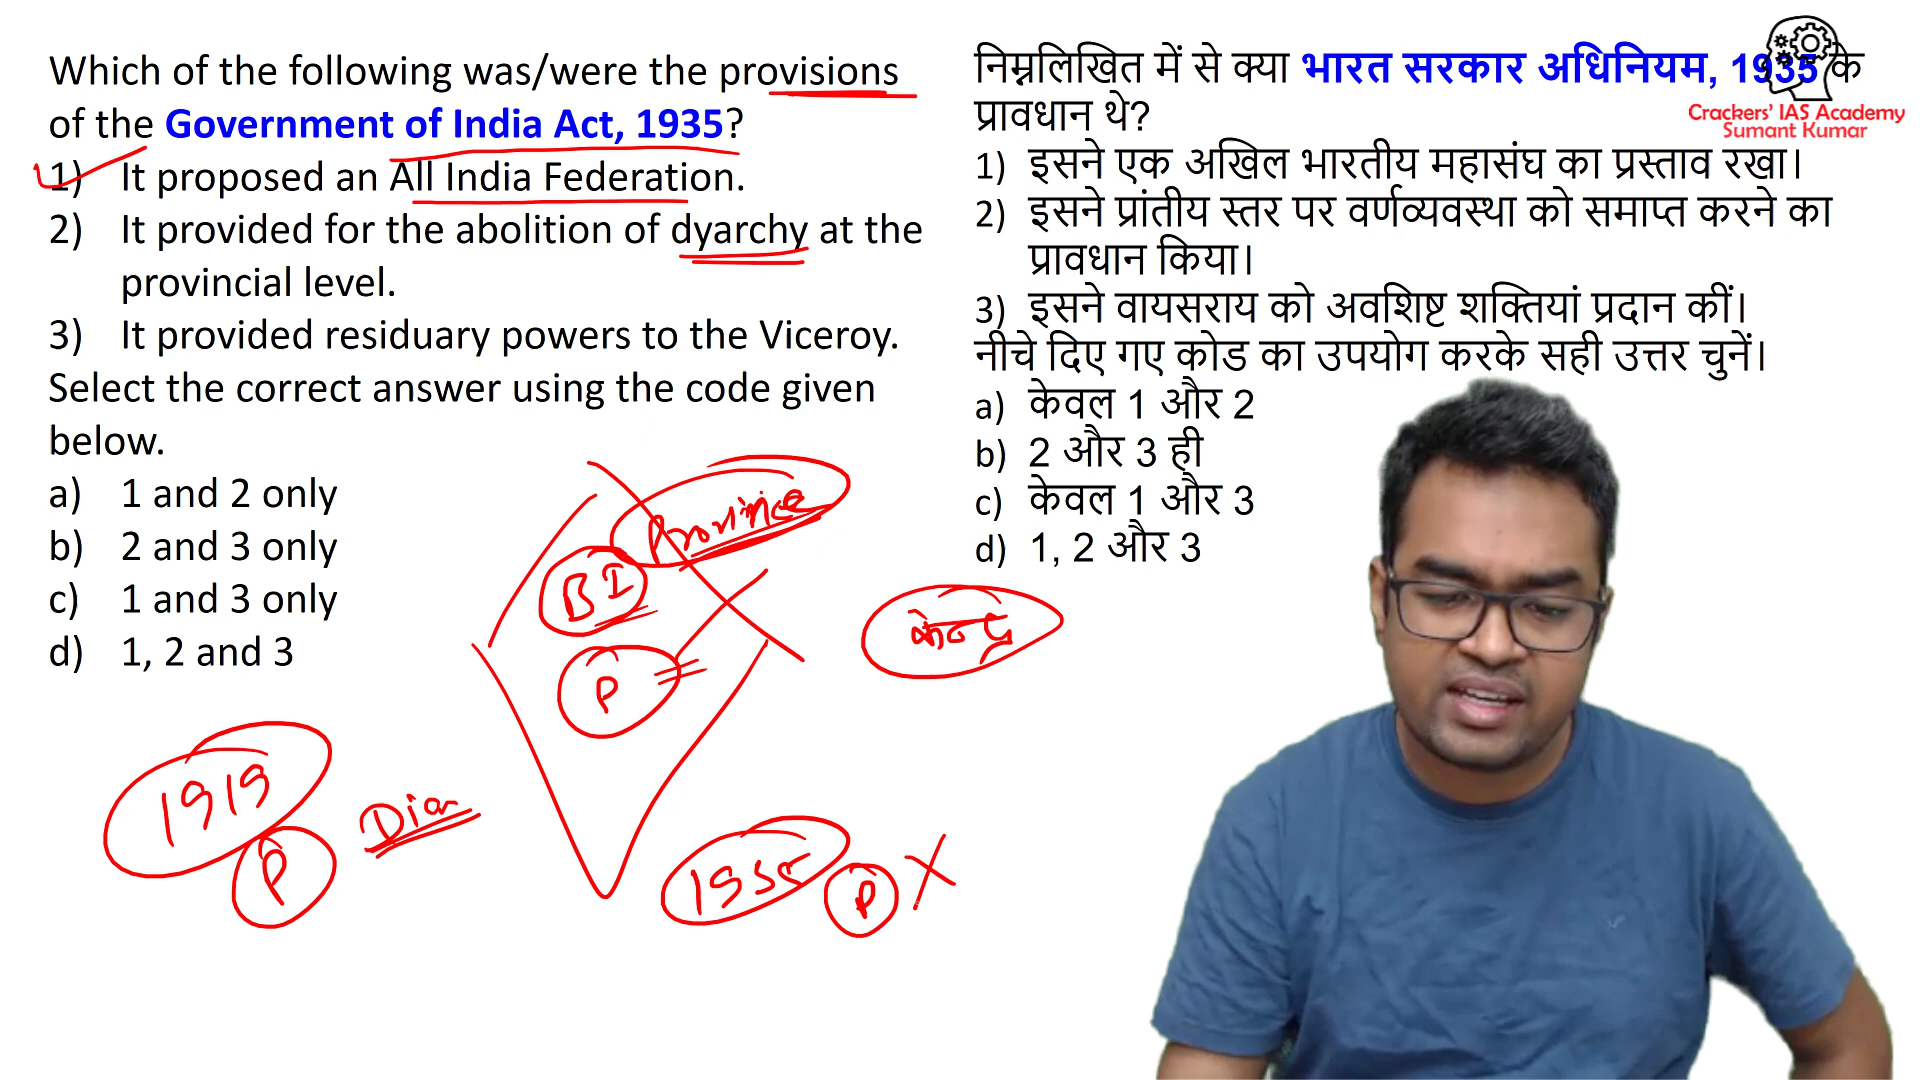 Which of the following was/were the provisions
of the Government of India Act, 1935?
1) It proposed an All India Federation.
2) It provided for the abolition of dyarchy at the
provincial level.
3) It provided residuary powers to the Viceroy.
Select the correct answer using the code given
below.
a) 1 and 2 only
b) 2 and 3 only
c) 1 and 3 only
d) 1, 2 and 3
निम्नलिखित में से क्या भारत सरकार अधिनियम, 1935 के
प्रावधान थे?
1) इसने एक अखिल भारतीय महासंघ का प्रस्ताव रखा।
2) इसने प्रांतीय स्तर पर वर्णव्यवस्था को समाप्त करने का
प्रावधान किया।
3) इसने वायसराय को अवशिष्ट शक्तियां प्रदान कीं।
नीचे दिए गए कोड का उपयोग करके सही उत्तर चुनें।
a) केवल 1 और 2
b) 2 और 3 ही
c) केवल 1 और 3
d) 1, 2 और 3
Crackers' IAS Academy
Sumant Kumar
Province
BI
P
केन्द्र
1919
P
Diar
1935
P